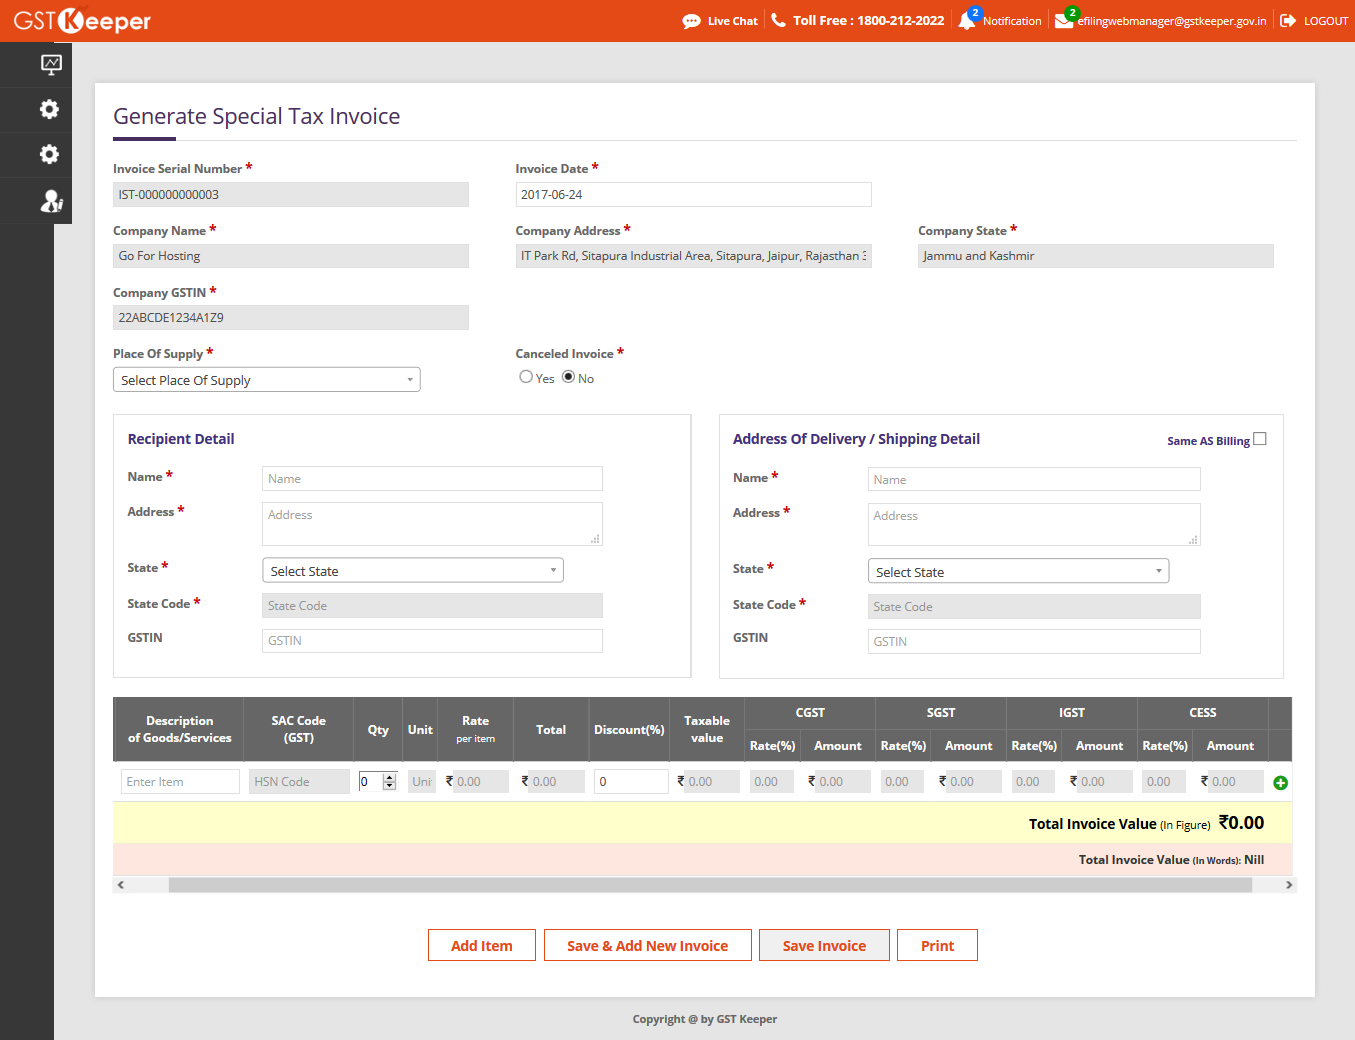 GST Keeper
Live Chat
Toll Free : 1800-212-2022
2
Notification
2
efilingwebmanager@gstkeeper.gov.in
LOGOUT
Generate Special Tax Invoice
Invoice Serial Number *
Invoice Date *
IST-000000000003
2017-06-24
Company Name *
Company Address *
Company State *
Go For Hosting
IT Park Rd, Sitapura Industrial Area, Sitapura, Jaipur, Rajasthan
Jammu and Kashmir
Company GSTIN *
22ABCDE1234A1Z9
Place Of Supply *
Canceled Invoice *
Select Place Of Supply
Yes No
Recipient Detail
Name *
Name
Address *
Address
State *
Select State
State Code *
State Code
GSTIN
GSTIN
Address Of Delivery / Shipping Detail
Same AS Billing
Name *
Name
Address *
Address
State *
Select State
State Code *
State Code
GSTIN
GSTIN
Description of Goods/Services
SAC Code (GST)
Qty
Unit
Rate per item
Total
Discount(%)
Taxable value
CGST
SGST
IGST
CESS
Rate(%) Amount Rate(%) Amount Rate(%) Amount Rate(%) Amount
Enter Item HSN Code 0 Uni ₹ 0.00 ₹ 0.00 0 ₹ 0.00 0.00 ₹ 0.00 0.00 ₹ 0.00 0.00 ₹ 0.00 0.00 ₹ 0.00
Total Invoice Value (In Figure) ₹0.00
Total Invoice Value (In Words): Nill
Add Item
Save & Add New Invoice
Save Invoice
Print
Copyright @ by GST Keeper